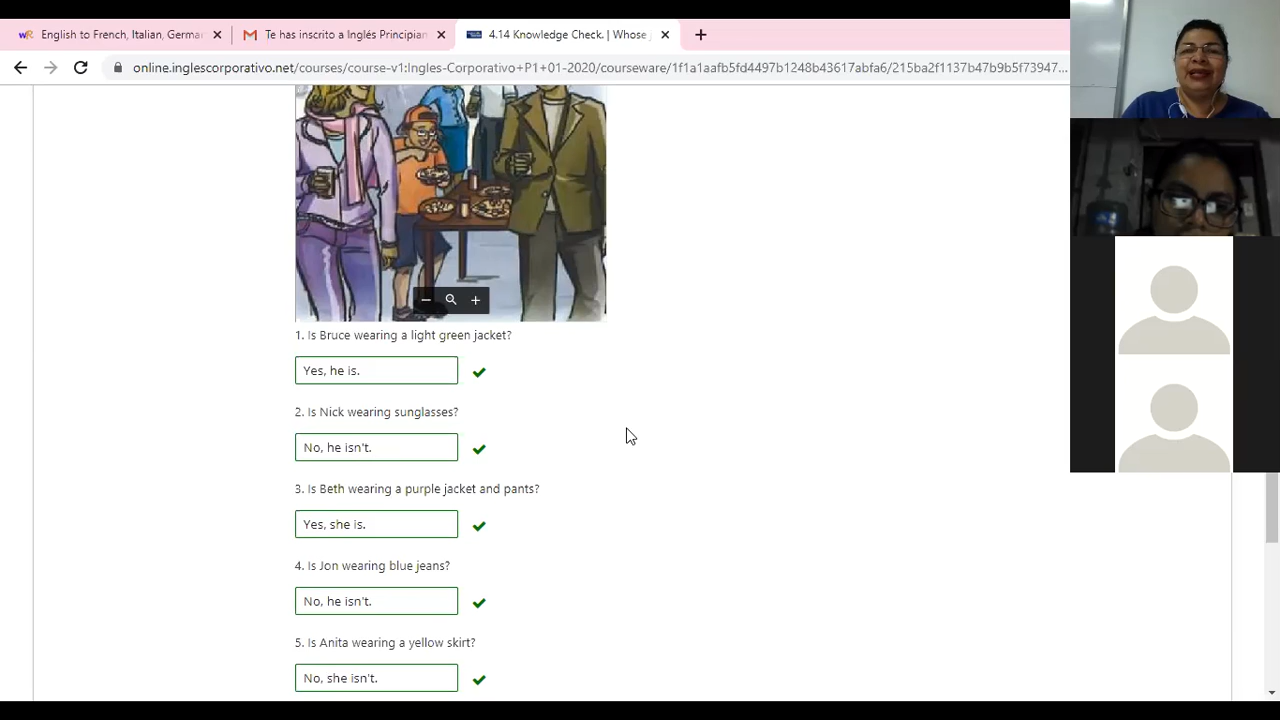 English to French, Italian, Germa
Te has inscrito a Inglés Principian
4.14 Knowledge Check. | Whose
online.inglescorporativo.net/courses/course-v1:Ingles-Corporativo+P1+01-2020/courseware/1f1a1aafb5fd4497b1248b43617abfa6/215ba2f1137b47b9b5f73947...
1. Is Bruce wearing a light green jacket?
Yes, he is.
2. Is Nick wearing sunglasses?
No, he isn't.
3. Is Beth wearing a purple jacket and pants?
Yes, she is.
4. Is Jon wearing blue jeans?
No, he isn't.
5. Is Anita wearing a yellow skirt?
No, she isn't.